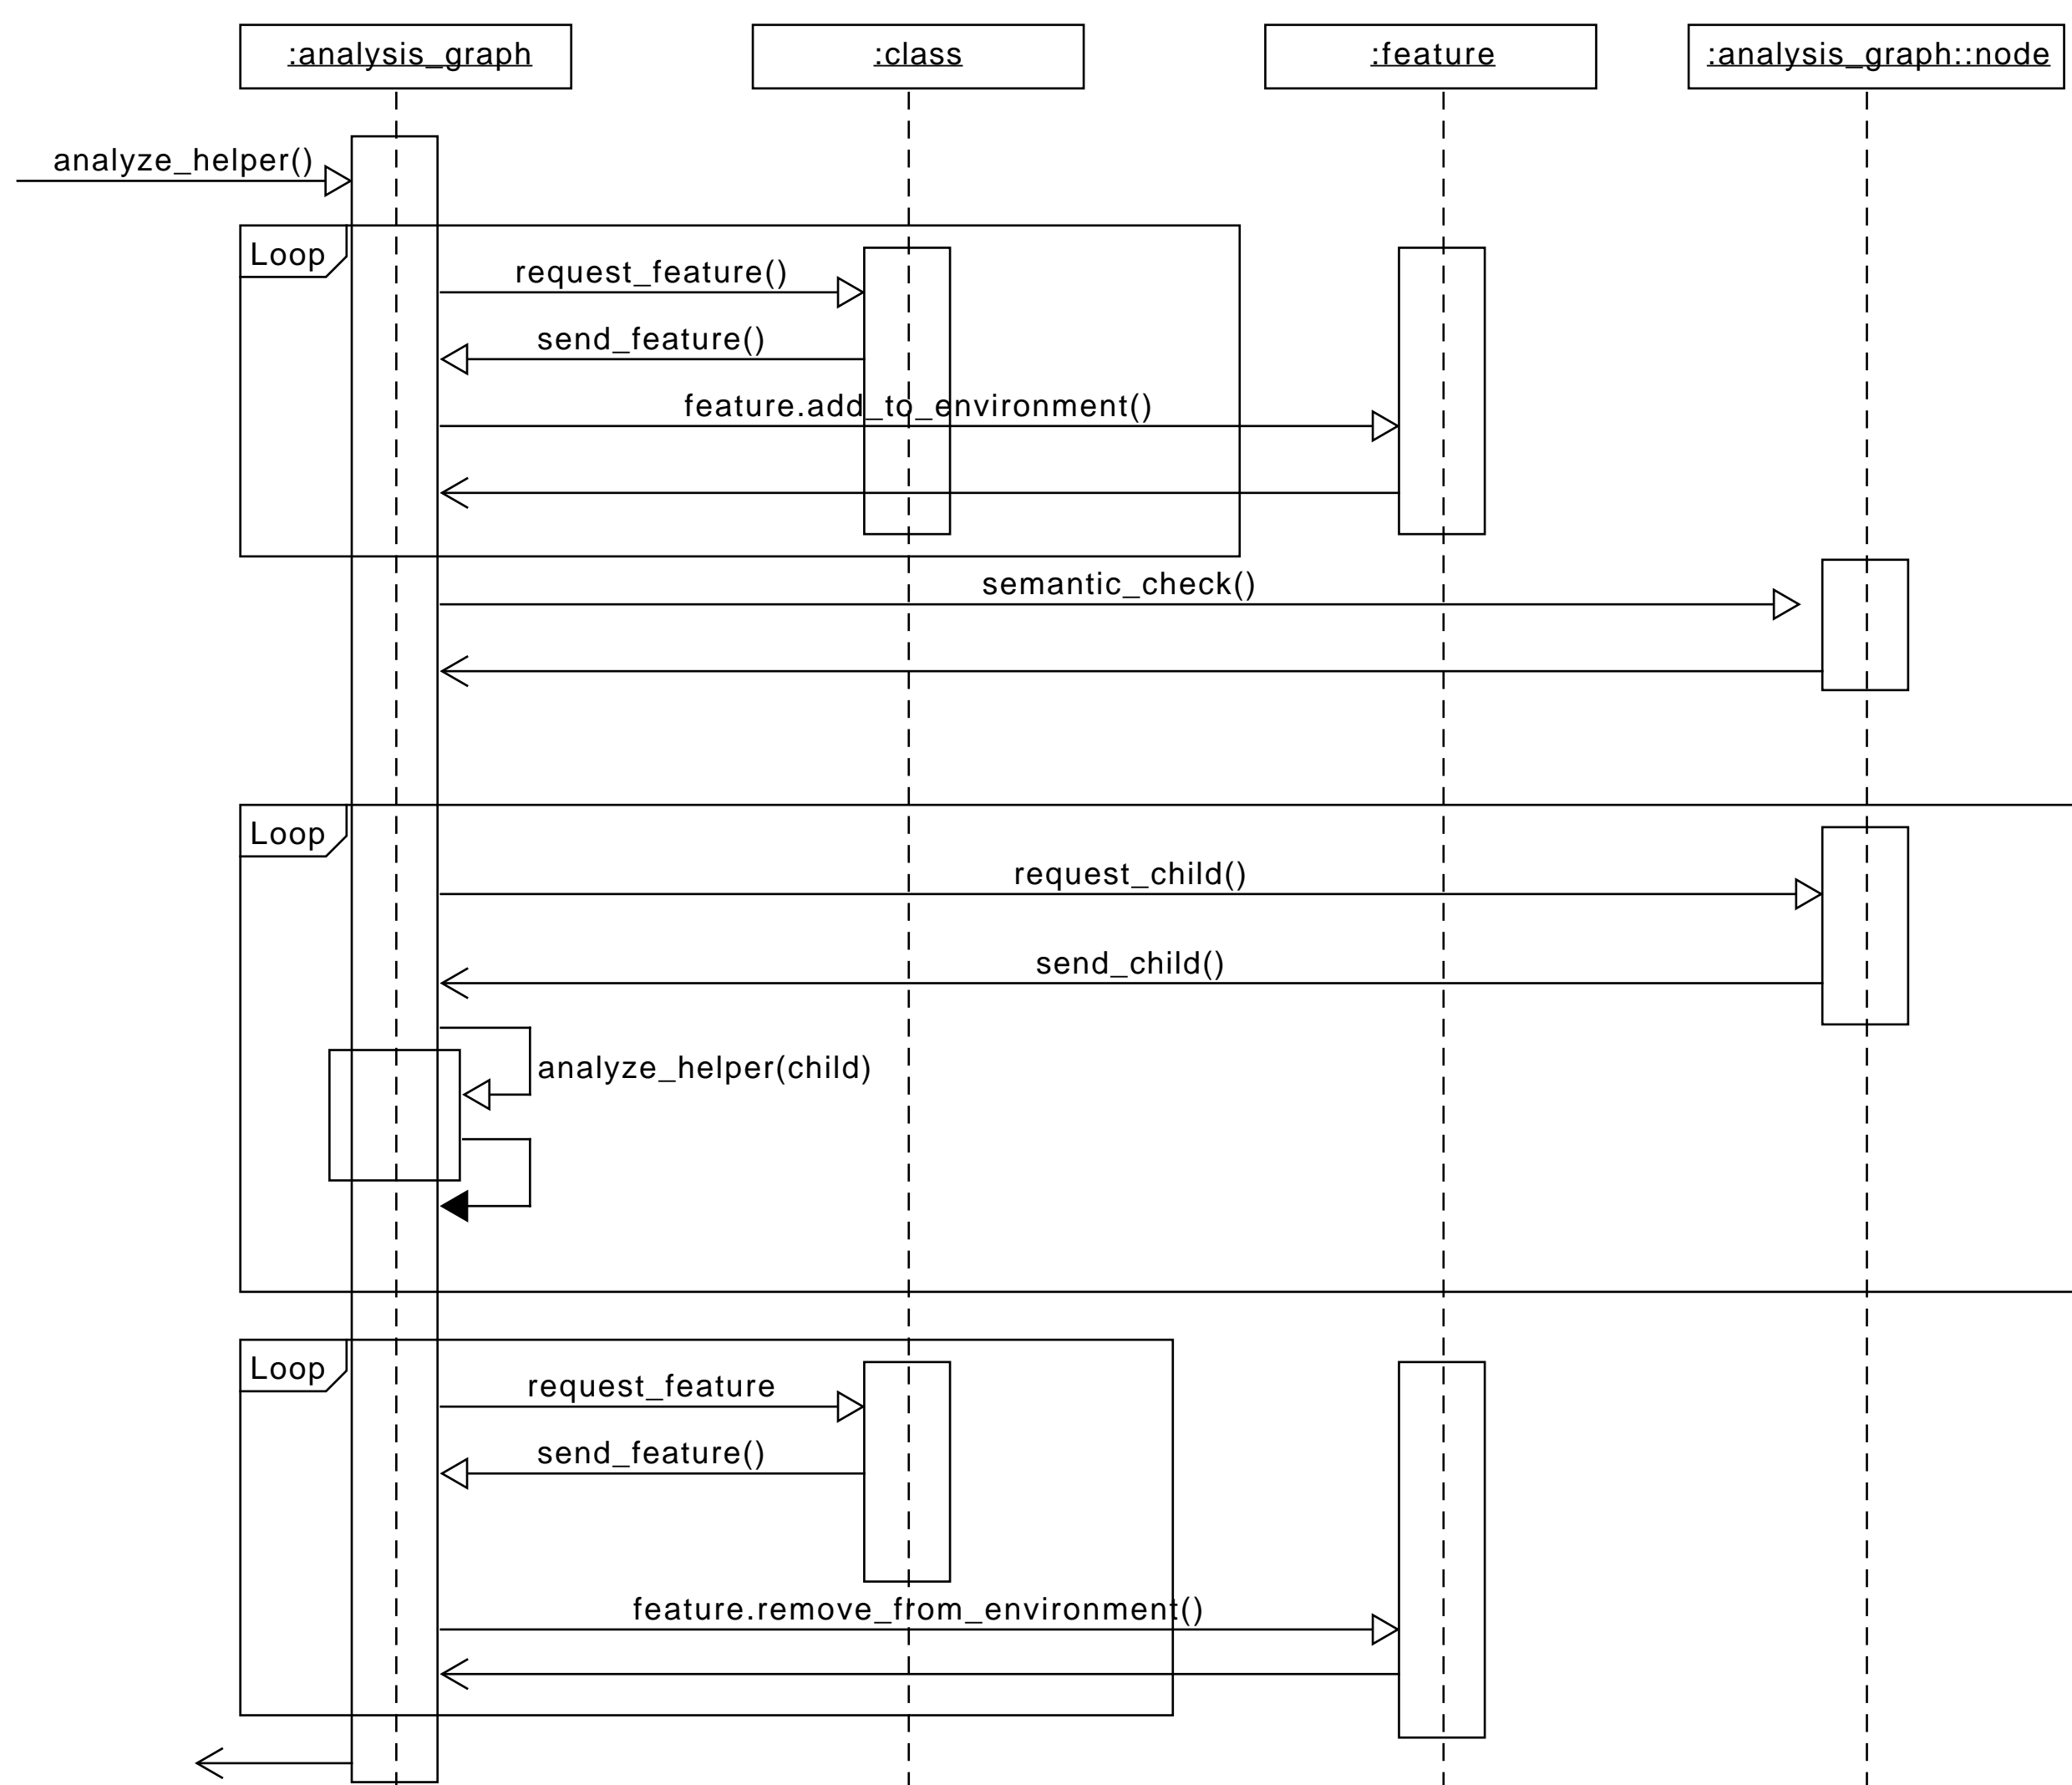 :analysis_graph
:class
:feature
:analysis_graph::node
analyze_helper()
Loop
request_feature()
send_feature()
feature.add_to_environment()
semantic_check()
Loop
request_child()
send_child()
analyze_helper(child)
Loop
request_feature
send_feature()
feature.remove_from_environment()